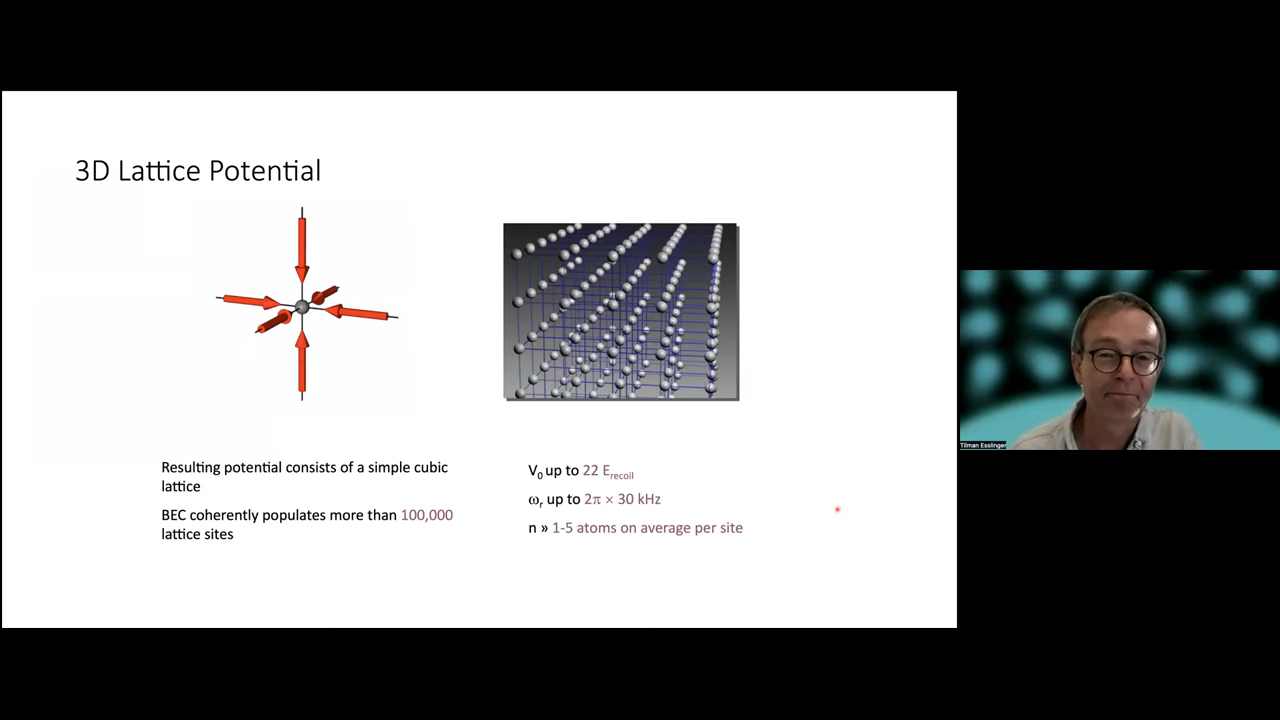 3D Lattice Potential
Resulting potential consists of a simple cubic
lattice
BEC coherently populates more than 100,000
lattice sites
V0 up to 22 Erecoil
ωr up to 2π × 30 kHz
n » 1-5 atoms on average per site
Tilman Esslinger